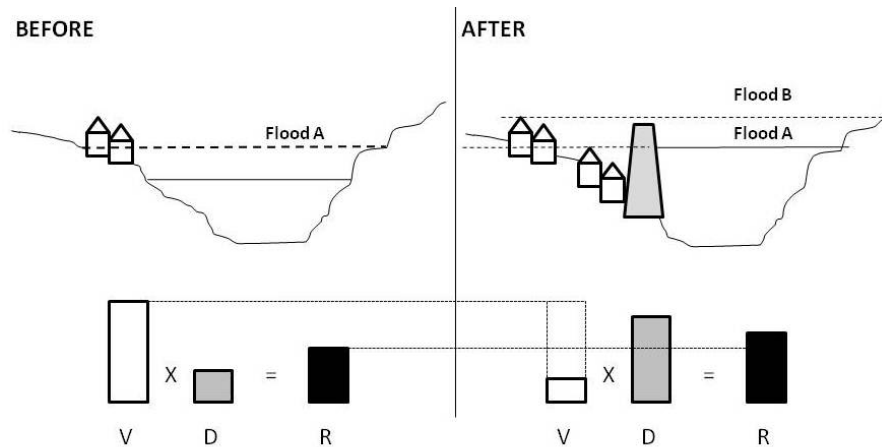 BEFORE
AFTER
Flood A
Flood B
Flood A
V X D = R
V X D = R